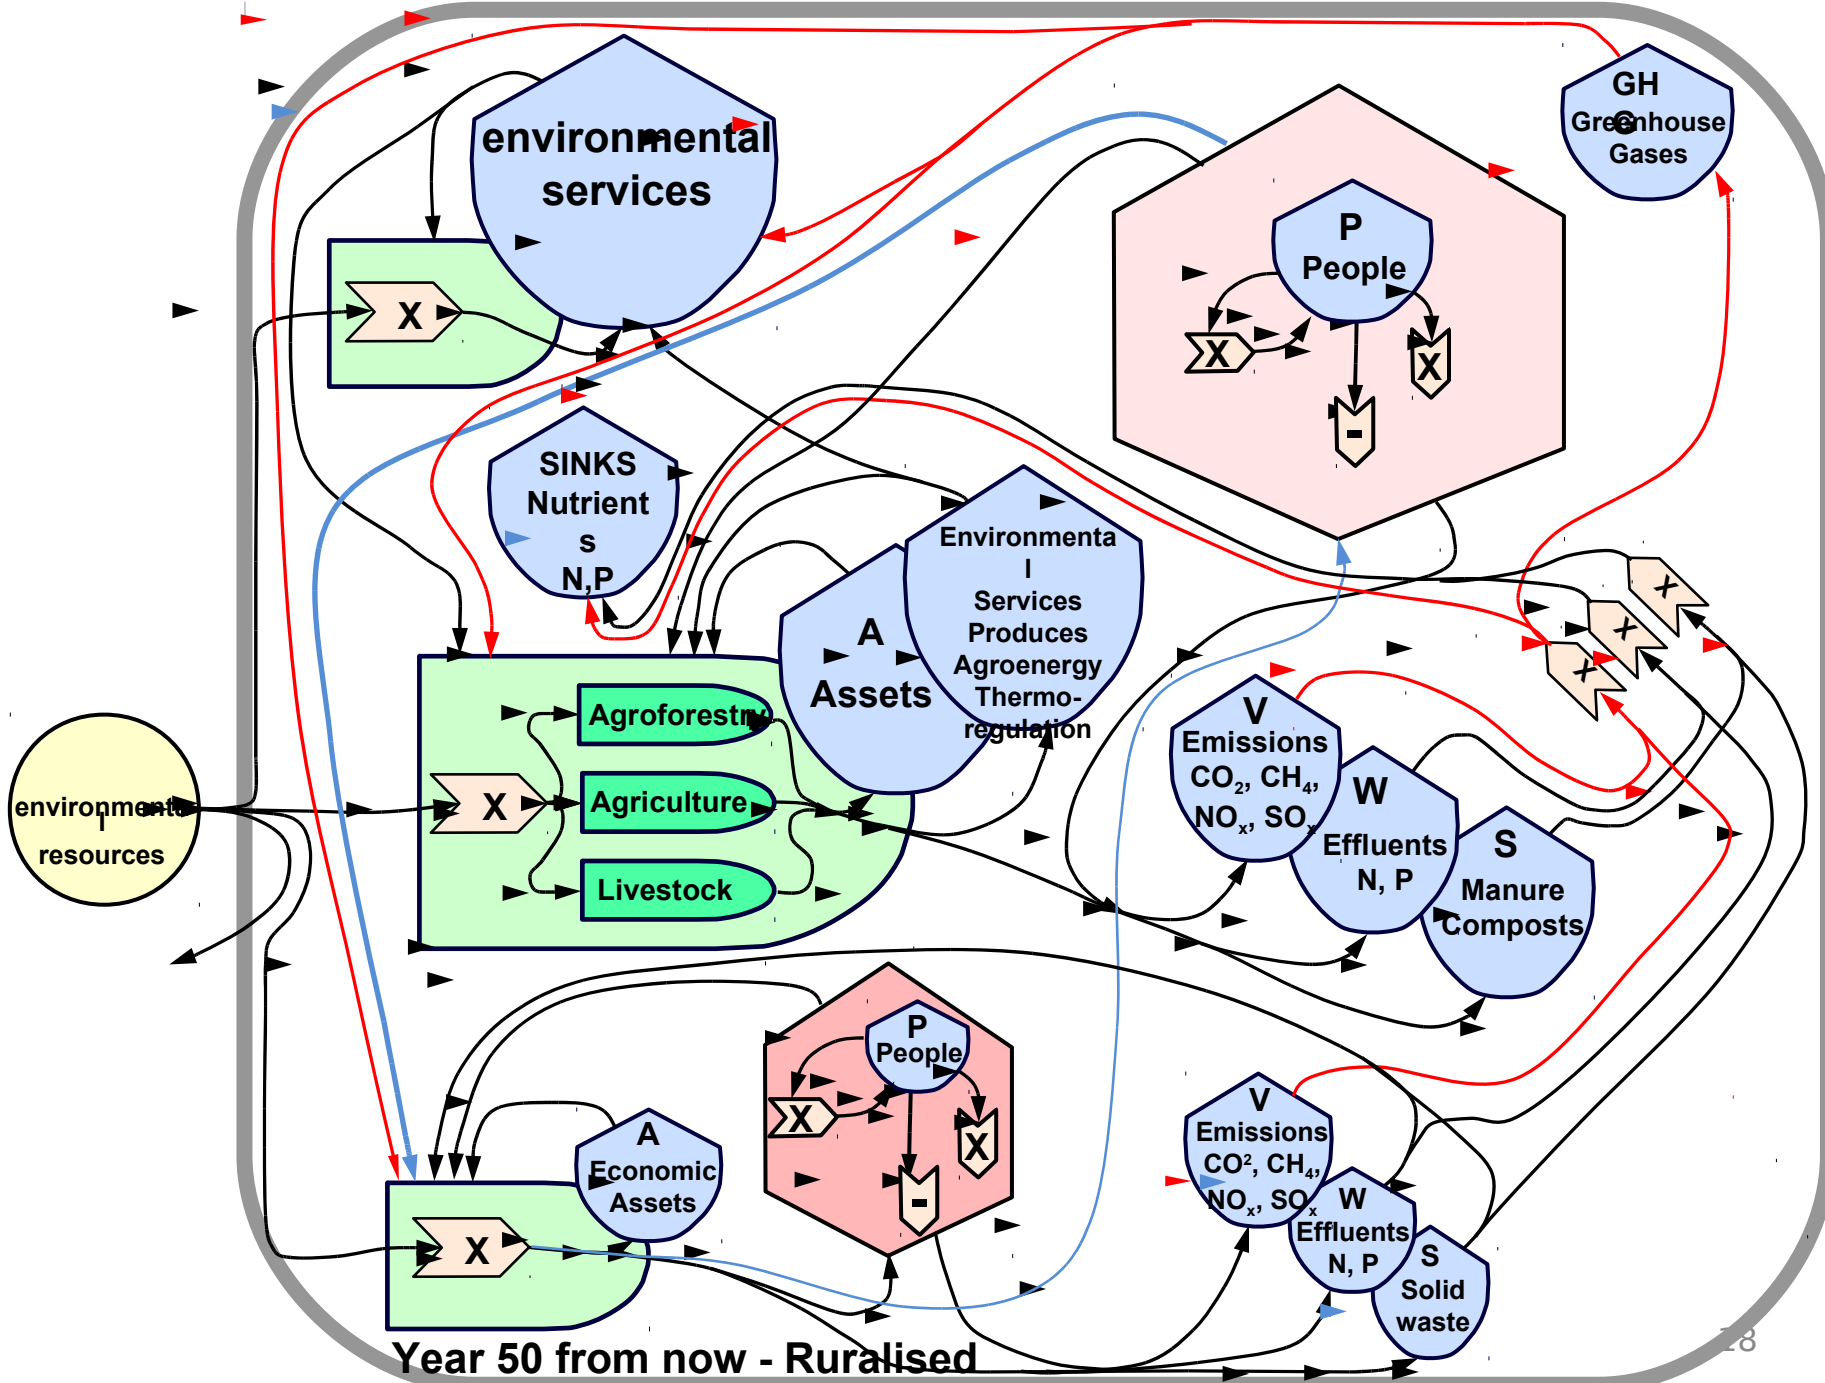 GH
G
Greenhouse
Gases
environmental
services
P
People
X
X
X
-
SINKS
Nutrient
s
N,P
Environmenta
l
Services
Produces
Agroenergy
Thermo-
regulation
A
Assets
X
X
X
Agroforestry
X
Agriculture
Livestock
environmenta
l
resources
V
Emissions
CO2, CH4,
NOx, SOx
W
Effluents
N, P
S
Manure
Composts
P
People
X
X
-
A
Economic
Assets
X
V
Emissions
CO², CH4,
NOx, SOx
W
Effluents
N, P
S
Solid
waste
Year 50 from now - Ruralised
18